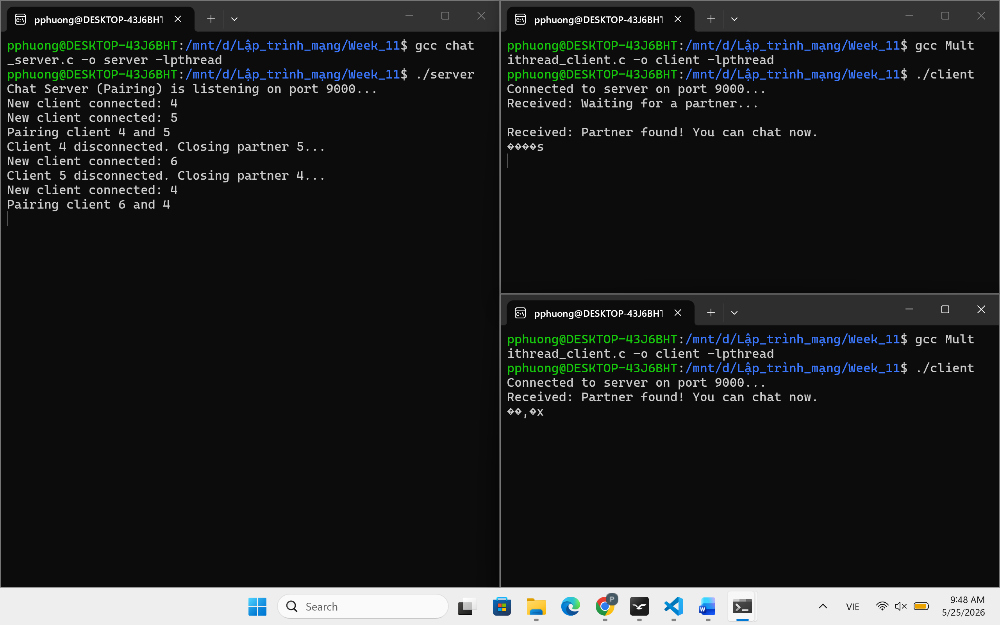 pphuong@DESKTOP-43J6BHT
pphuong@DESKTOP-43J6BHT:/mnt/d/Lập_trình_mạng/Week_11$ gcc chat
_server.c -o server -lpthread
pphuong@DESKTOP-43J6BHT:/mnt/d/Lập_trình_mạng/Week_11$ ./server
Chat Server (Pairing) is listening on port 9000...
New client connected: 4
New client connected: 5
Pairing client 4 and 5
Client 4 disconnected. Closing partner 5...
New client connected: 6
Client 5 disconnected. Closing partner 4...
New client connected: 4
Pairing client 6 and 4
pphuong@DESKTOP-43J6BHT
pphuong@DESKTOP-43J6BHT:/mnt/d/Lập_trình_mạng/Week_11$ gcc Mult
ithread_client.c -o client -lpthread
pphuong@DESKTOP-43J6BHT:/mnt/d/Lập_trình_mạng/Week_11$ ./client
Connected to server on port 9000...
Received: Waiting for a partner...
Received: Partner found! You can chat now.
����s
pphuong@DESKTOP-43J6BHT
pphuong@DESKTOP-43J6BHT:/mnt/d/Lập_trình_mạng/Week_11$ gcc Mult
ithread_client.c -o client -lpthread
pphuong@DESKTOP-43J6BHT:/mnt/d/Lập_trình_mạng/Week_11$ ./client
Connected to server on port 9000...
Received: Partner found! You can chat now.
��,�x
Search
P
VIE
9:48 AM
5/25/2026